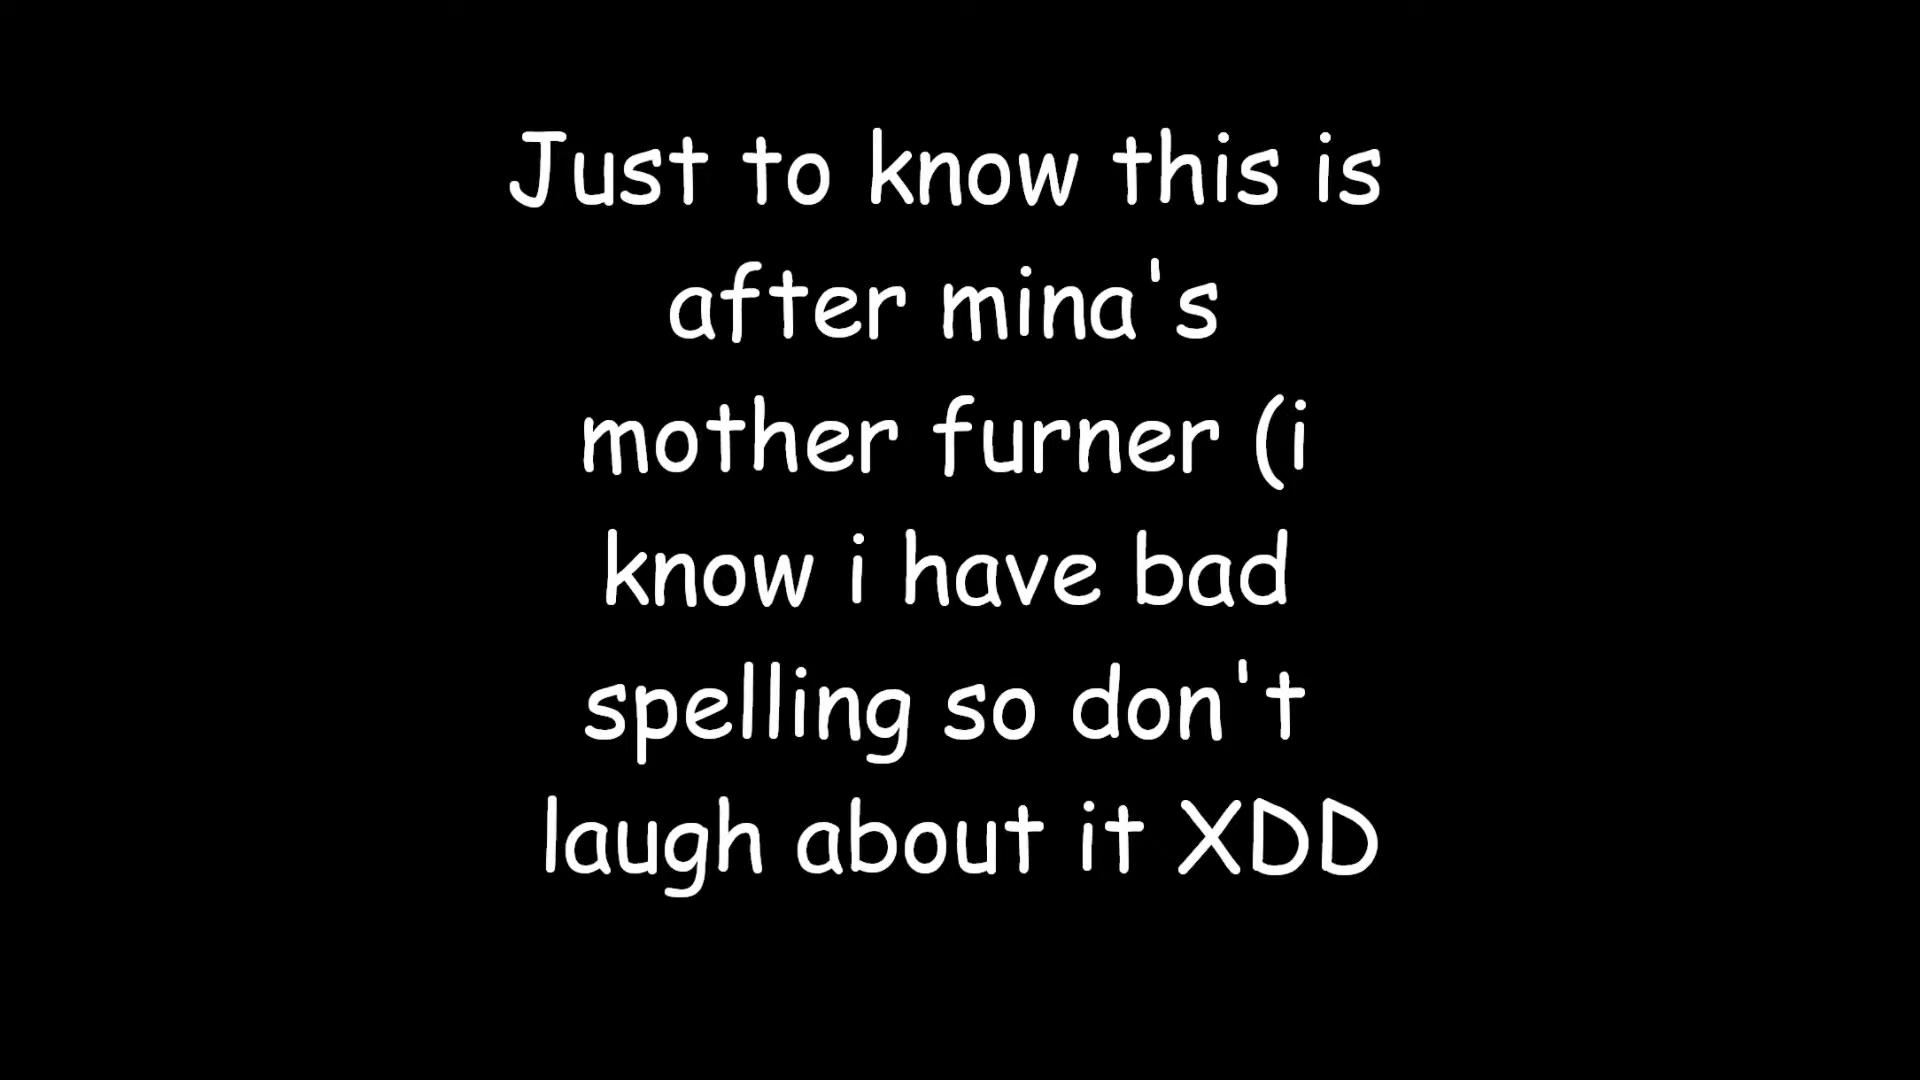 Just to know this is
after mina's
mother furner (i
know i have bad
spelling so don't
laugh about it XDD